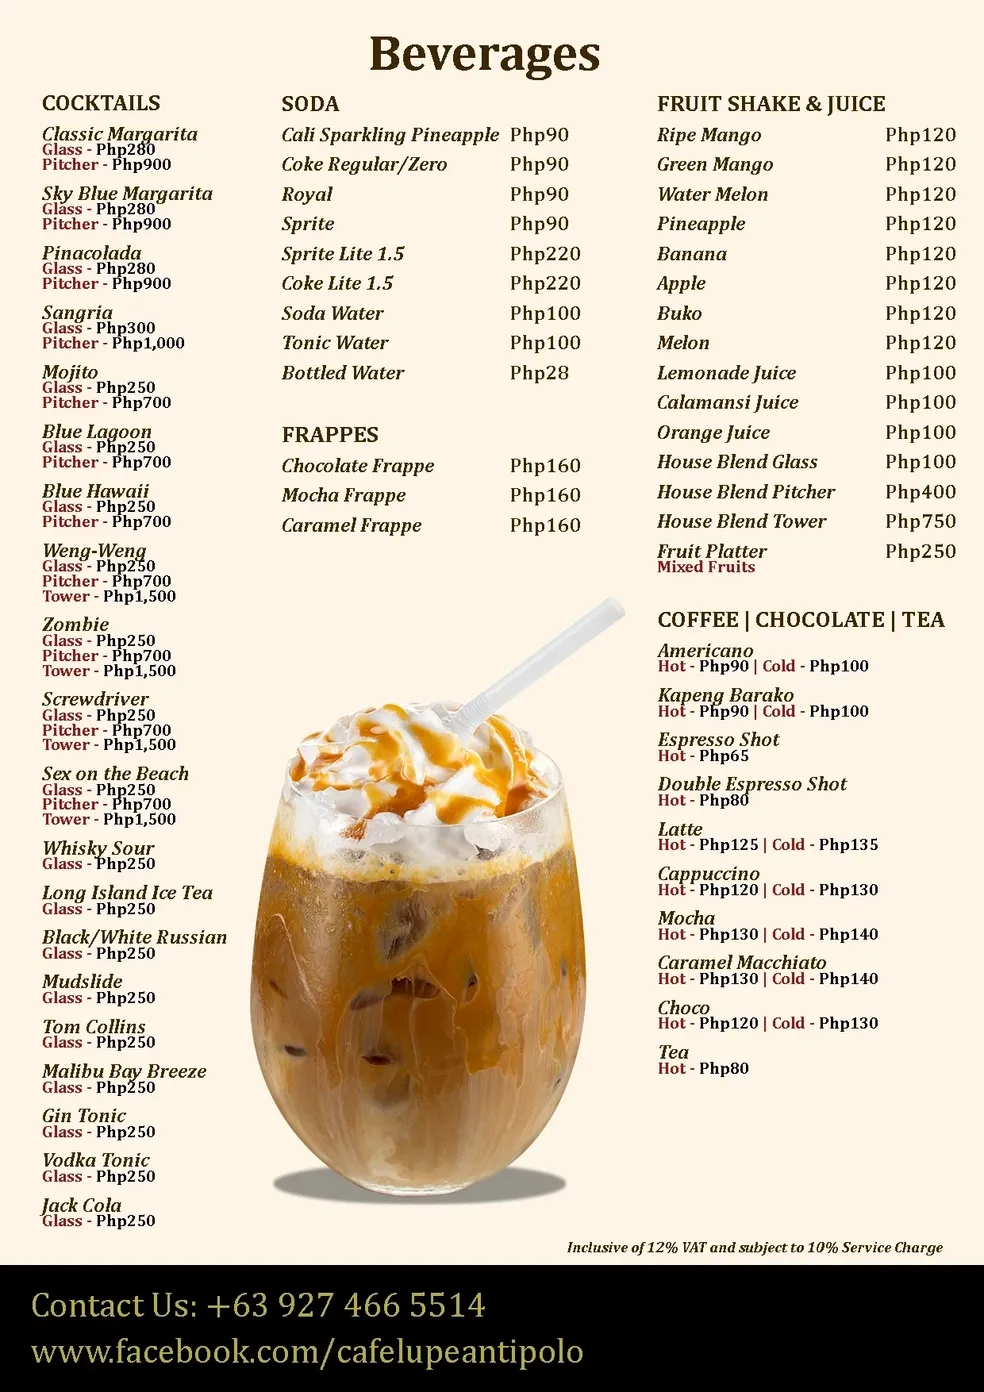 Beverages
COCKTAILS
Classic Margarita
Glass - Php280
Pitcher - Php900
Sky Blue Margarita
Glass - Php280
Pitcher - Php900
Pinacolada
Glass - Php280
Pitcher - Php900
Sangria
Glass - Php300
Pitcher - Php1,000
Mojito
Glass - Php250
Pitcher - Php700
Blue Lagoon
Glass - Php250
Pitcher - Php700
Blue Hawaii
Glass - Php250
Pitcher - Php700
Weng-Weng
Glass - Php250
Pitcher - Php700
Tower - Php1,500
Zombie
Glass - Php250
Pitcher - Php700
Tower - Php1,500
Screwdriver
Glass - Php250
Pitcher - Php700
Tower - Php1,500
Sex on the Beach
Glass - Php250
Pitcher - Php700
Tower - Php1,500
Whisky Sour
Glass - Php250
Long Island Ice Tea
Glass - Php250
Black/White Russian
Glass - Php250
Mudslide
Glass - Php250
Tom Collins
Glass - Php250
Malibu Bay Breeze
Glass - Php250
Gin Tonic
Glass - Php250
Vodka Tonic
Glass - Php250
Jack Cola
Glass - Php250
SODA
Cali Sparkling Pineapple Php90
Coke Regular/Zero Php90
Royal Php90
Sprite Php90
Sprite Lite 1.5 Php220
Coke Lite 1.5 Php220
Soda Water Php100
Tonic Water Php100
Bottled Water Php28
FRAPPES
Chocolate Frappe Php160
Mocha Frappe Php160
Caramel Frappe Php160
FRUIT SHAKE & JUICE
Ripe Mango Php120
Green Mango Php120
Water Melon Php120
Pineapple Php120
Banana Php120
Apple Php120
Buko Php120
Melon Php120
Lemonade Juice Php100
Calamansi Juice Php100
Orange Juice Php100
House Blend Glass Php100
House Blend Pitcher Php400
House Blend Tower Php750
Fruit Platter Php250
Mixed Fruits
COFFEE | CHOCOLATE | TEA
Americano
Hot - Php90 | Cold - Php100
Kapeng Barako
Hot - Php90 | Cold - Php100
Espresso Shot
Hot - Php65
Double Espresso Shot
Hot - Php80
Latte
Hot - Php125 | Cold - Php135
Cappuccino
Hot - Php120 | Cold - Php130
Mocha
Hot - Php130 | Cold - Php140
Caramel Macchiato
Hot - Php130 | Cold - Php140
Choco
Hot - Php120 | Cold - Php130
Tea
Hot - Php80
Inclusive of 12% VAT and subject to 10% Service Charge
Contact Us: +63 927 466 5514
www.facebook.com/cafelupeantipolo